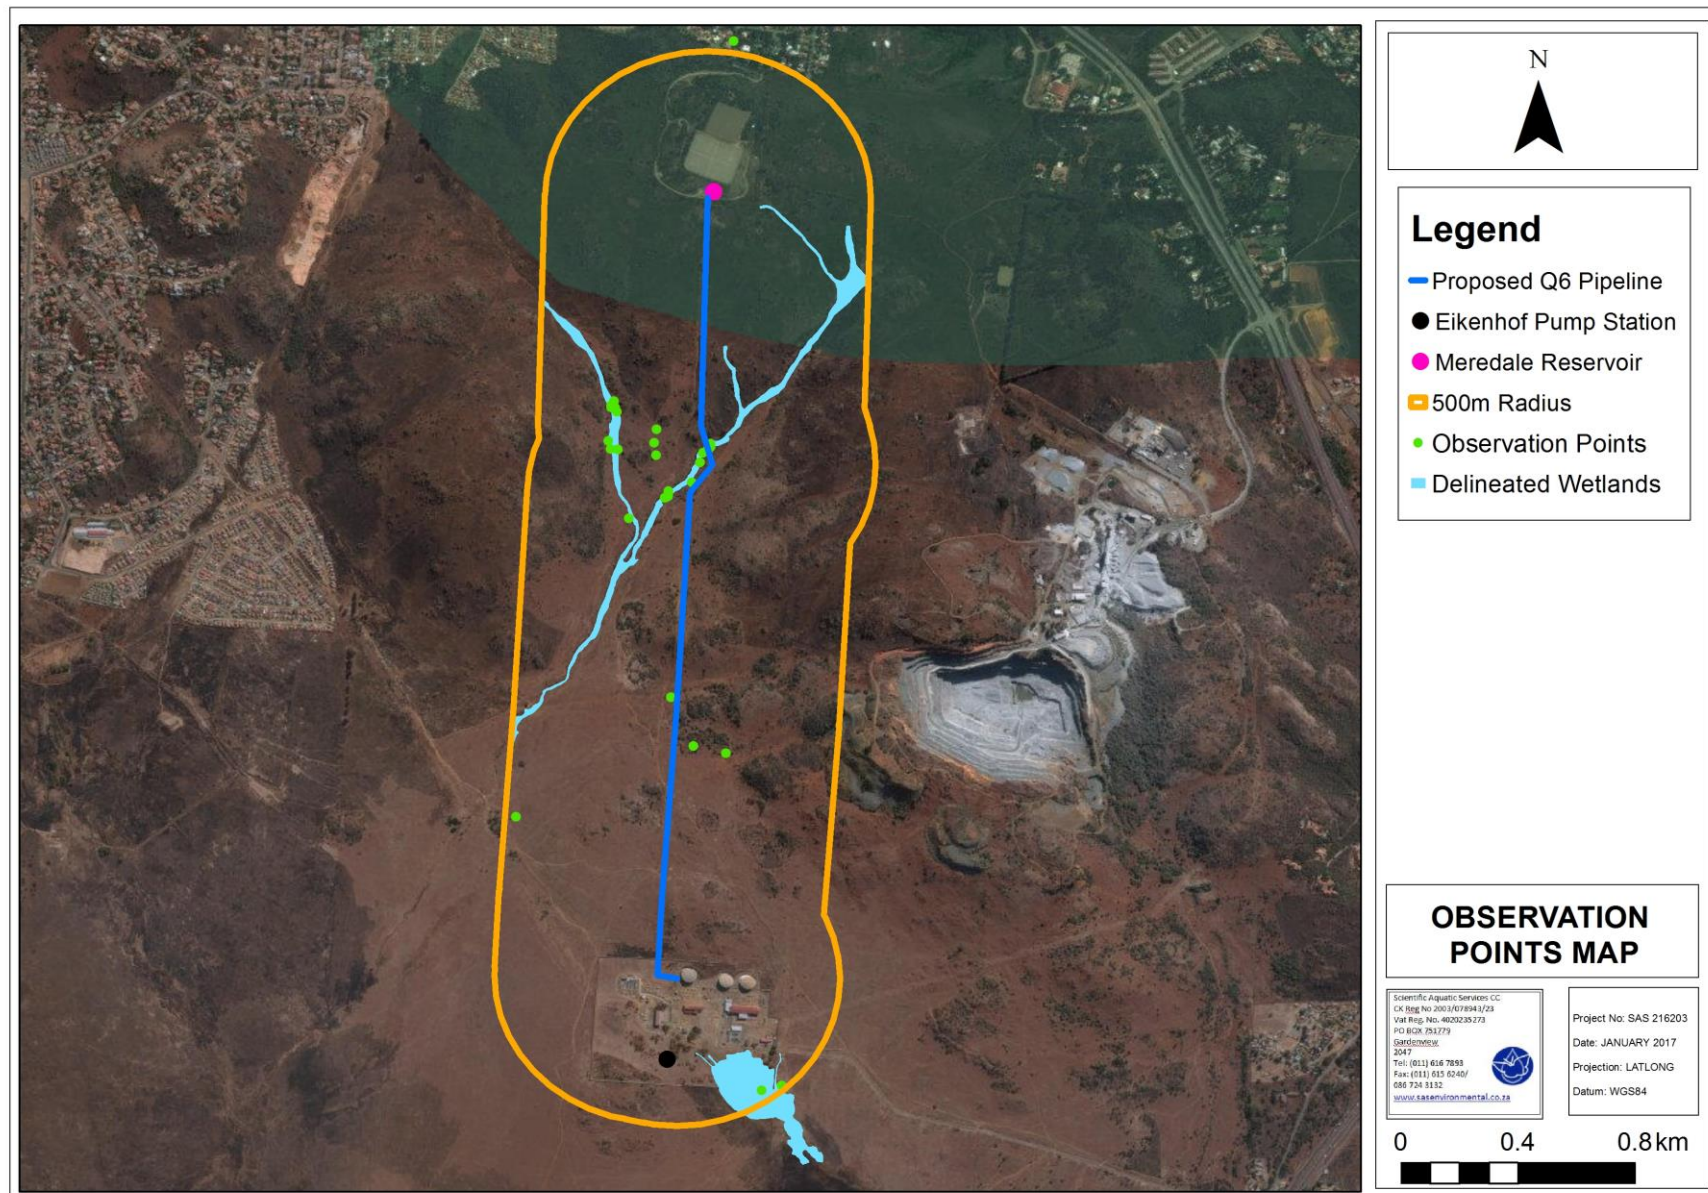 N
Legend
Proposed Q6 Pipeline
Eikenhof Pump Station
Meredale Reservoir
500m Radius
Observation Points
Delineated Wetlands
OBSERVATION
POINTS MAP
Scientific Aquatic Services CC
CK Reg No 2003/078943/23
Vat Reg. No. 4020235273
PO BOX 751779
Gardenview
2047
Tel: (011) 616 7893
Fax: (011) 615 6240/
086 724 3132
www.sasenvironmental.co.za
Project No: SAS 216203
Date: JANUARY 2017
Projection: LATLONG
Datum: WGS84
0 0.4 0.8 km